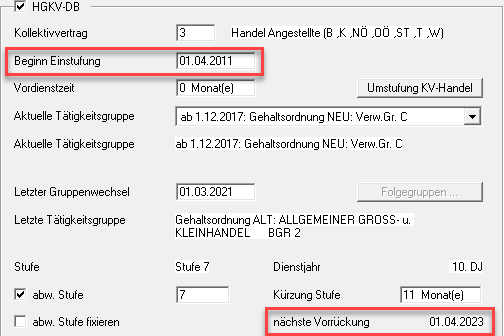 HGKV-DB
Kollektivvertrag 3 Handel Angestellte (B ,K ,NÖ ,OÖ ,ST ,T ,W)
Beginn Einstufung 01.04.2011
Vordienstzeit 0 Monat(e) Umstufung KV-Handel
Aktuelle Tätigkeitsgruppe ab 1.12.2017: Gehaltsordnung NEU: Verw.Gr. C
Aktuelle Tätigkeitsgruppe ab 1.12.2017: Gehaltsordnung NEU: Verw.Gr. C
Letzter Gruppenwechsel 01.03.2021 Folgegruppen ...
Letzte Tätigkeitsgruppe Gehaltsordnung ALT: ALLGEMEINER GROSS- u.
KLEINHANDEL BGR 2
Stufe Stufe 7 Dienstjahr 10. DJ
abw. Stufe 7 Kürzung Stufe 11 Monat(e)
abw. Stufe fixieren nächste Vorrückung 01.04.2023